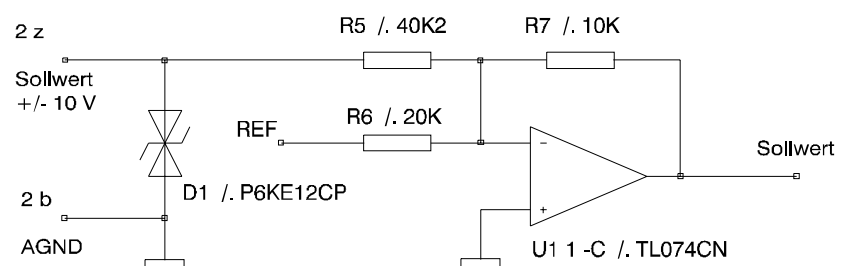 2 z
Sollwert
+/- 10 V
R5 /. 40K2
R7 /. 10K
REF
R6 /. 20K
-
+
Sollwert
D1 /. P6KE12CP
2 b
AGND
U1 1 -C /. TL074CN